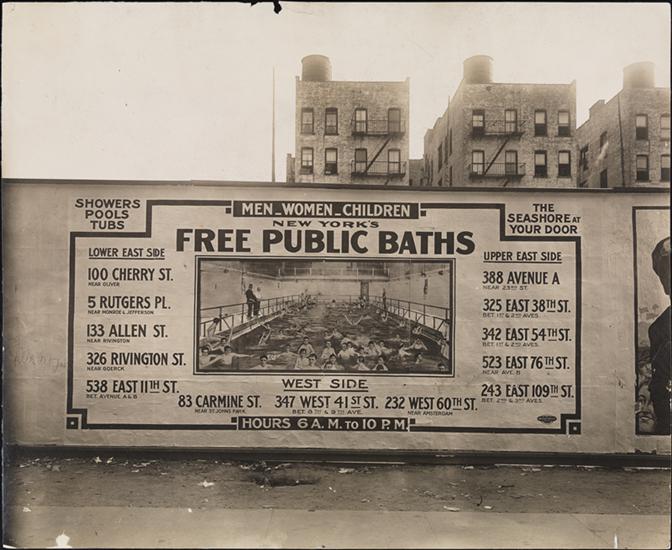 SHOWERS
POOLS
TUBS
MEN_WOMEN_CHILDREN
NEW YORK'S
FREE PUBLIC BATHS
THE
SEASHORE AT
YOUR DOOR
LOWER EAST SIDE
100 CHERRY ST.
NEAR OLIVER
5 RUTGERS PL.
NEAR MONROE & JEFFERSON
133 ALLEN ST.
NEAR RIVINGTON
326 RIVINGTON ST.
NEAR GOERCK
538 EAST 11TH ST.
BET. AVENUE A & B
UPPER EAST SIDE
388 AVENUE A
NEAR 23RD ST.
325 EAST 38TH ST.
BET. 1ST & 2ND AVES.
342 EAST 54TH ST.
BET. 1ST & 2ND AVES.
523 EAST 76TH ST.
NEAR AVE. B
243 EAST 109TH ST.
BET. 2ND & 3RD AVES.
WEST SIDE
83 CARMINE ST.
NEAR ST. JOHNS PARK.
347 WEST 41ST ST.
BET. 8TH & 9TH AVE.
232 WEST 60TH ST.
NEAR AMSTERDAM
HOURS 6 A.M. TO 10 P.M.